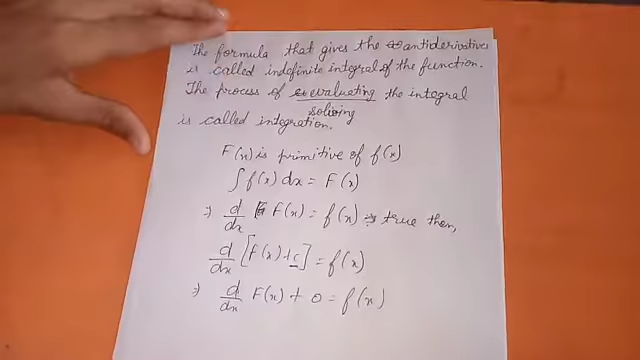 The formula that gives the antiderivatives
is called indefinite integral of the function.
The process of evaluating the integral
solving
is called integration.
F(x) is primitive of f(x)
∫f(x) dx = F(x)
⇒ d/dx F(x) = f(x) is true then,
d/dx [F(x)+c] = f(x)
⇒ d/dx F(x) + 0 = f(x)